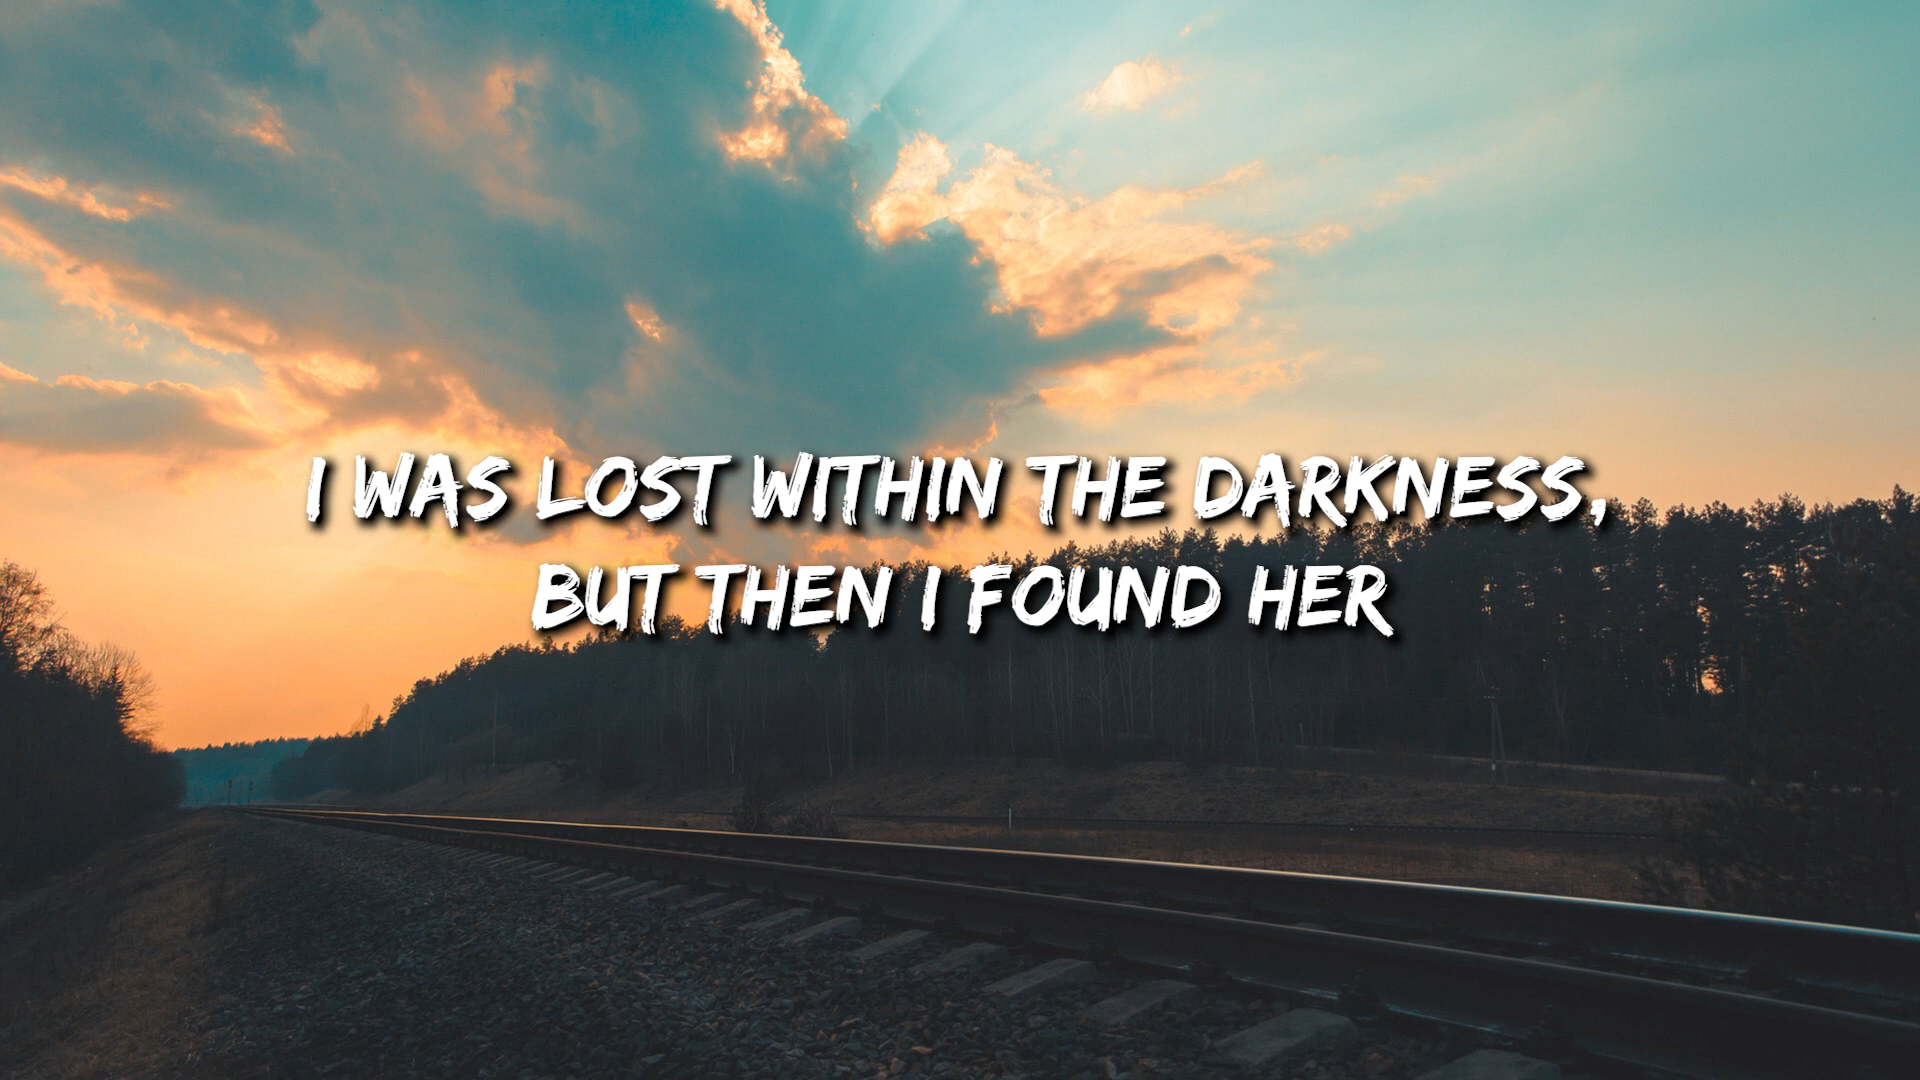 I WAS LOST WITHIN THE DARKNESS,
BUT THEN I FOUND HER